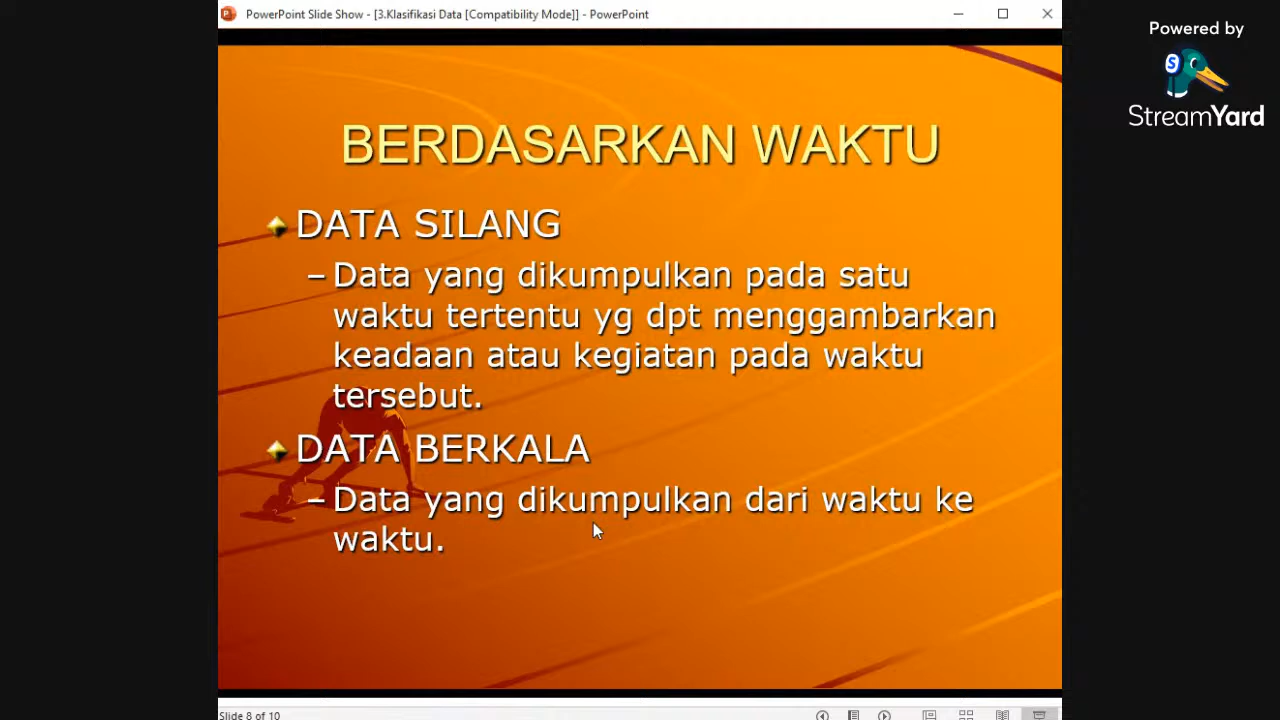 PowerPoint Slide Show - [3.Klasifikasi Data [Compatibility Mode]] - PowerPoint
Powered by
StreamYard
BERDASARKAN WAKTU
DATA SILANG
– Data yang dikumpulkan pada satu
waktu tertentu yg dpt menggambarkan
keadaan atau kegiatan pada waktu
tersebut.
DATA BERKALA
– Data yang dikumpulkan dari waktu ke
waktu.
Slide 8 of 10